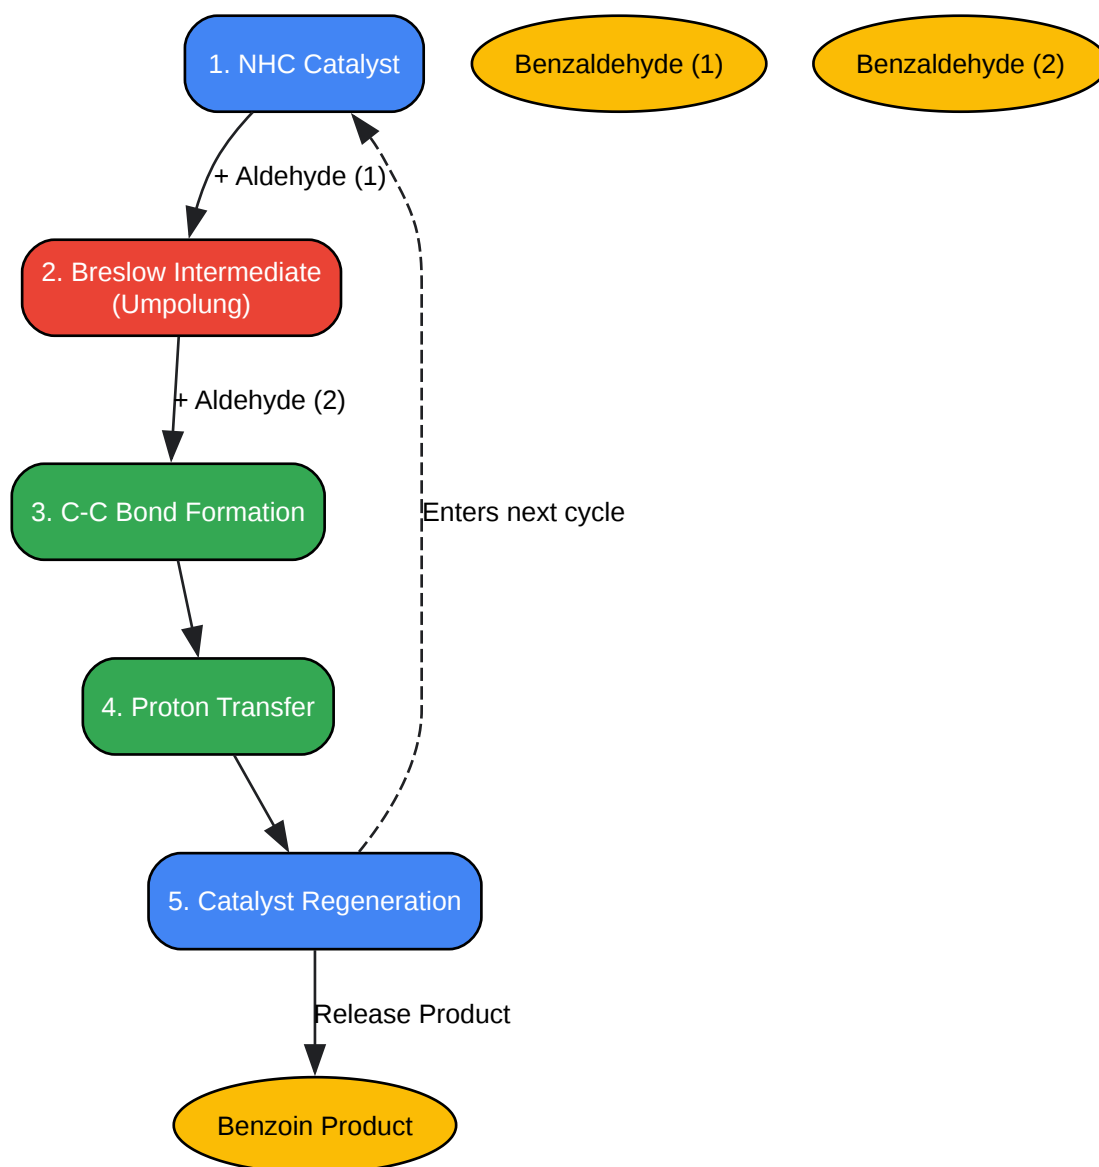 1. NHC Catalyst
Benzaldehyde (1)
Benzaldehyde (2)
+ Aldehyde (1)
2. Breslow Intermediate
(Umpolung)
+ Aldehyde (2)
3. C-C Bond Formation
Enters next cycle
4. Proton Transfer
5. Catalyst Regeneration
Release Product
Benzoin Product